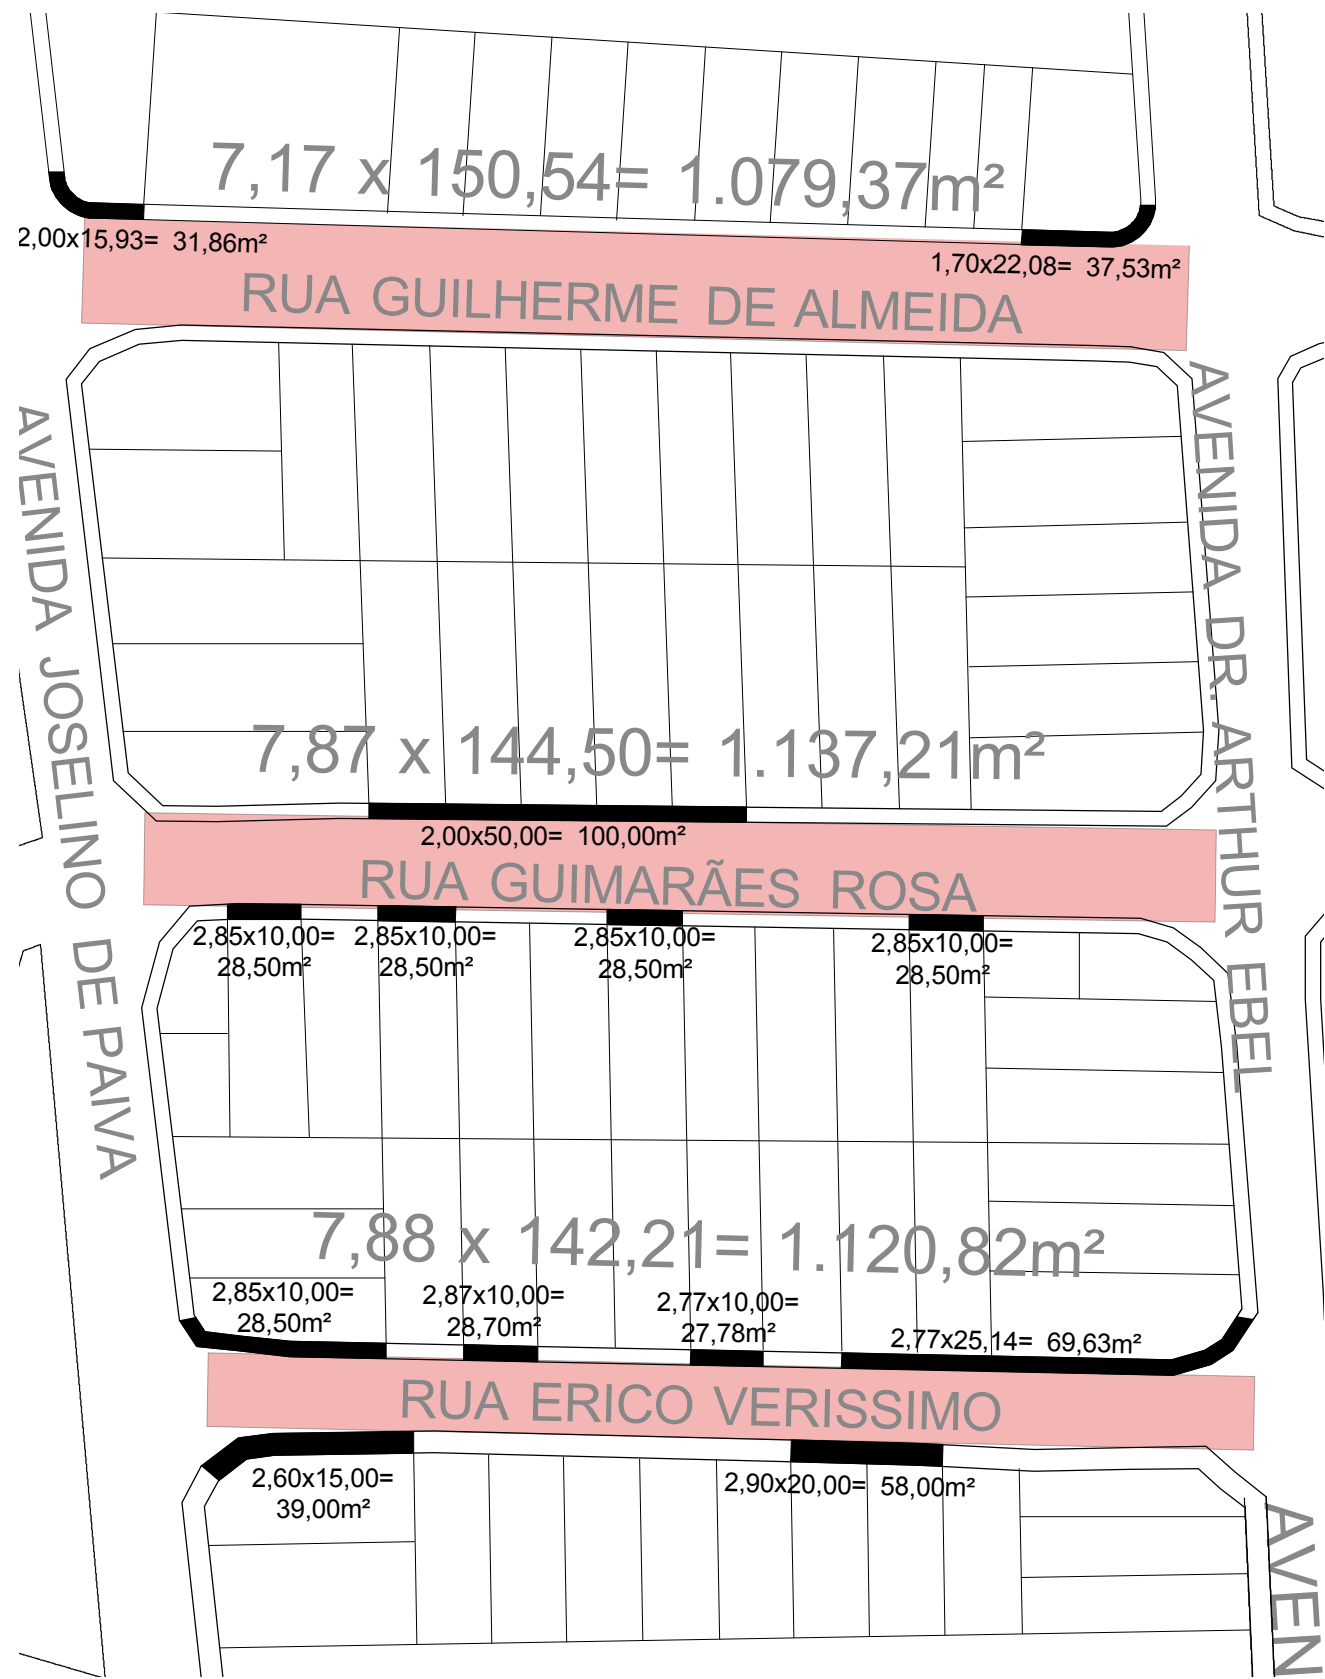 7,17 x 150,54= 1.079,37m²
2,00x15,93= 31,86m²
1,70x22,08= 37,53m²
RUA GUILHERME DE ALMEIDA
AVENIDA JOSELINO DE PAIVA
AVENIDA DR. ARTHUR EBEL
7,87 x 144,50= 1.137,21m²
2,00x50,00= 100,00m²
RUA GUIMARÃES ROSA
2,85x10,00=
28,50m²
2,85x10,00=
28,50m²
2,85x10,00=
28,50m²
2,85x10,00=
28,50m²
7,88 x 142,21= 1.120,82m²
2,85x10,00=
28,50m²
2,87x10,00=
28,70m²
2,77x10,00=
27,78m²
2,77x25,14= 69,63m²
RUA ERICO VERISSIMO
2,60x15,00=
39,00m²
2,90x20,00= 58,00m²
AVEN